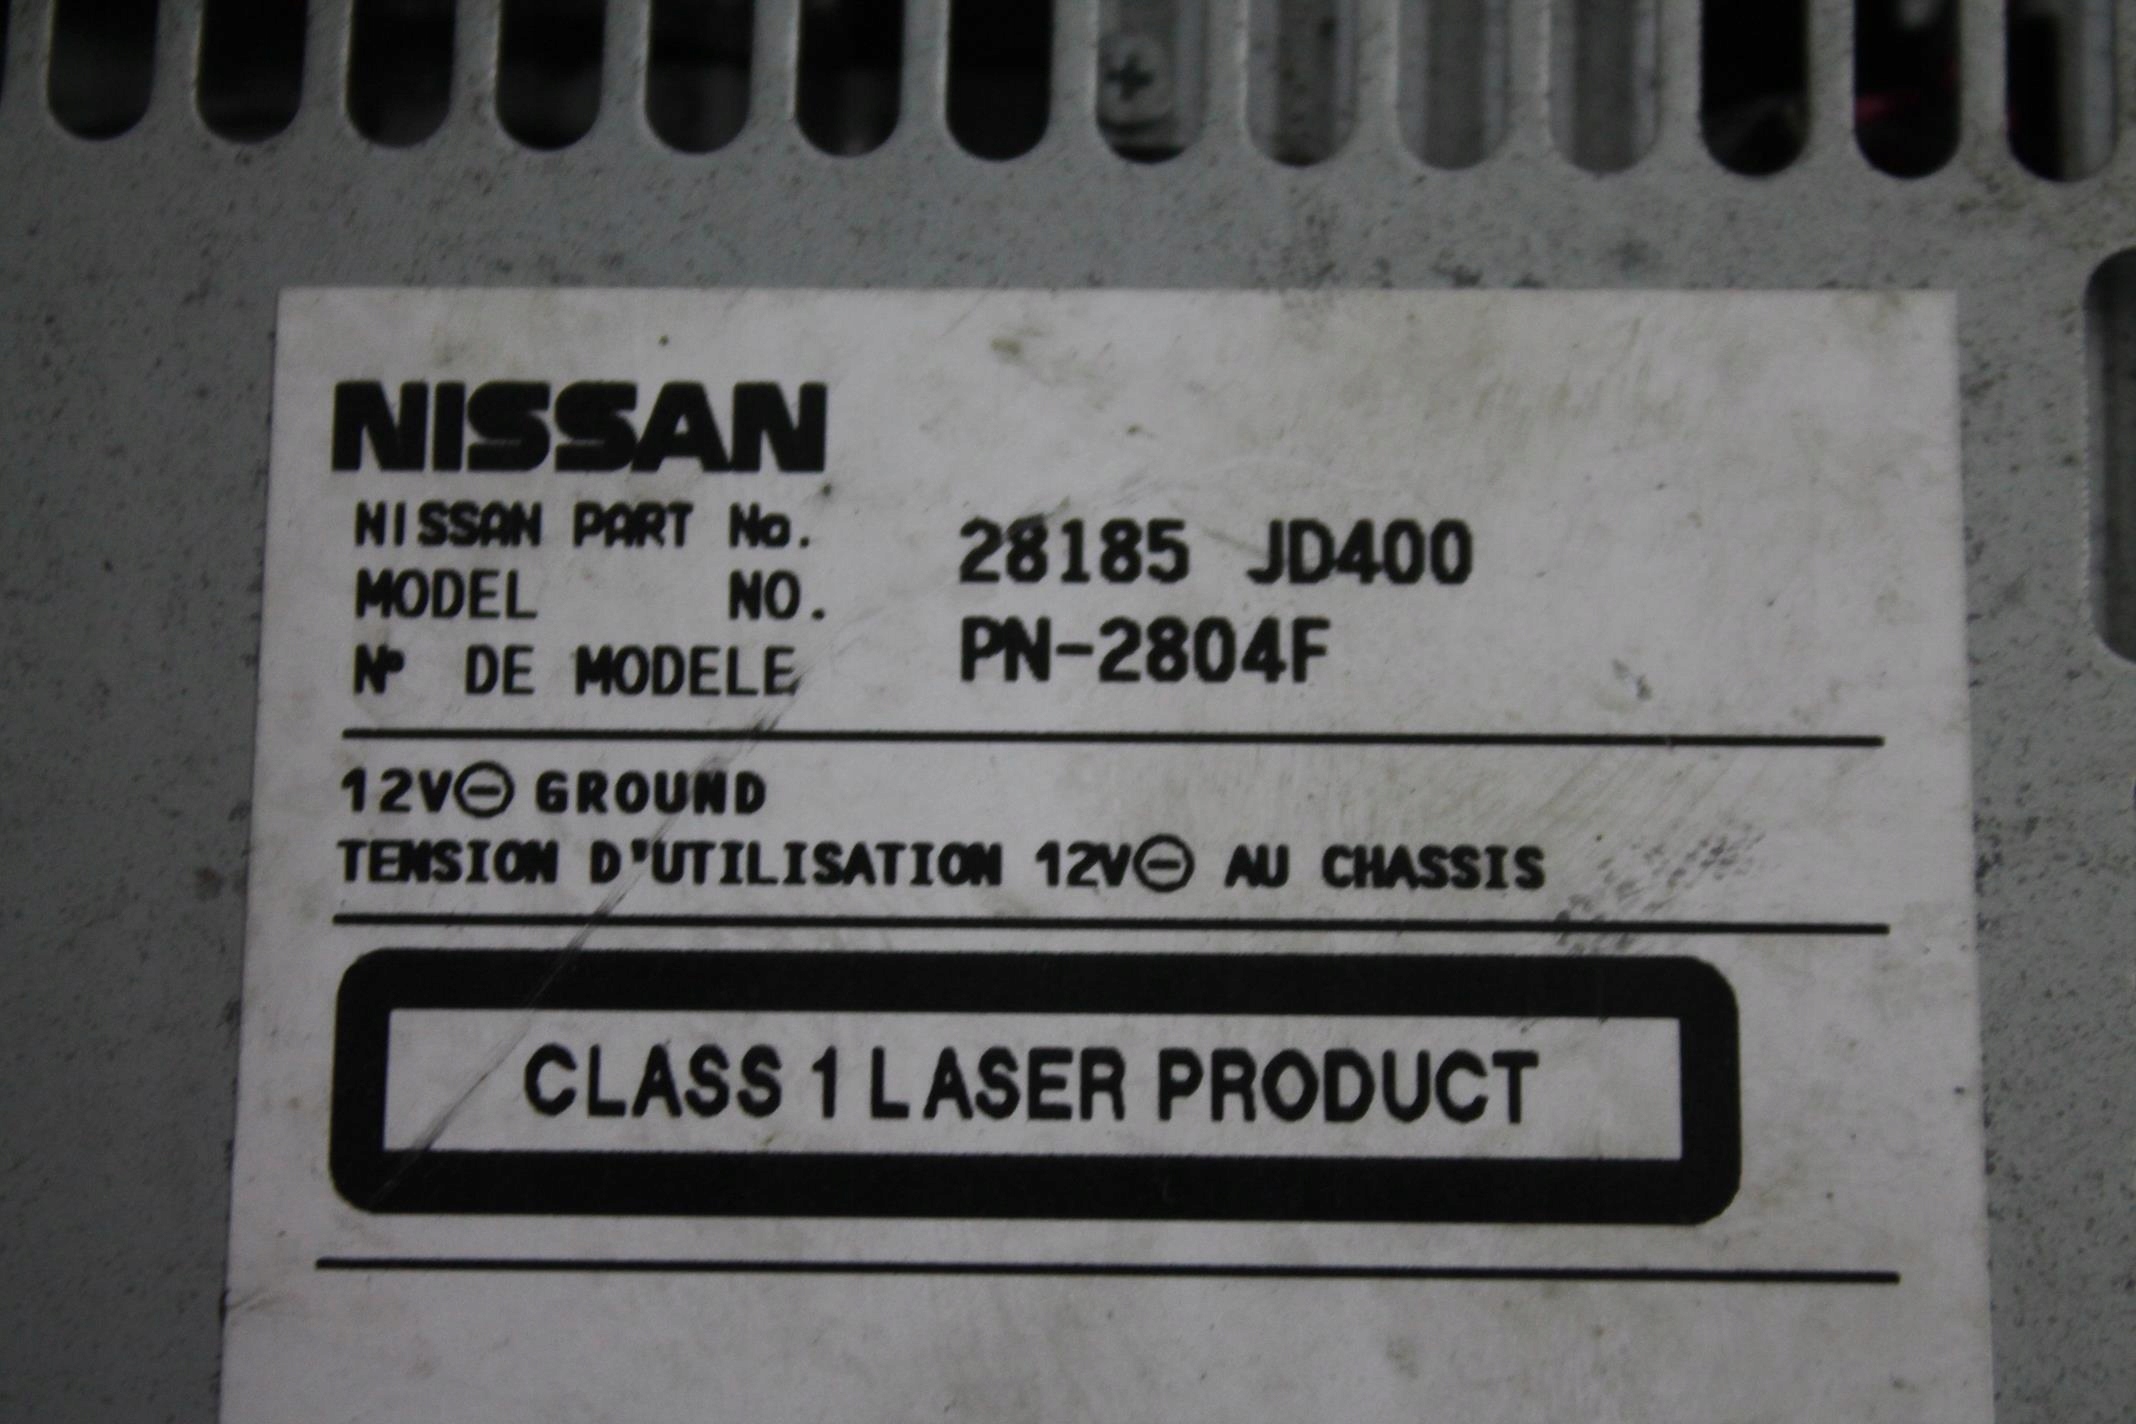 NISSAN
NISSAN PART No. 28185 JD400
MODEL NO. PN-2804F
Nº DE MODELE
12V⊖ GROUND
TENSION D'UTILISATION 12V⊖ AU CHASSIS
CLASS 1 LASER PRODUCT